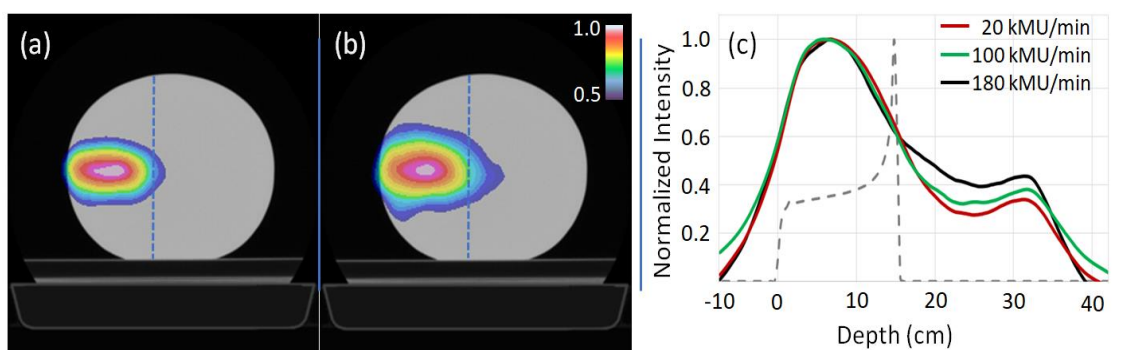 (a)
(b)
1.0
0.5
(c)
20 kMU/min
100 kMU/min
180 kMU/min
Normalized Intensity
1.0
0.8
0.6
0.4
0.2
-10 0 10 20 30 40
Depth (cm)